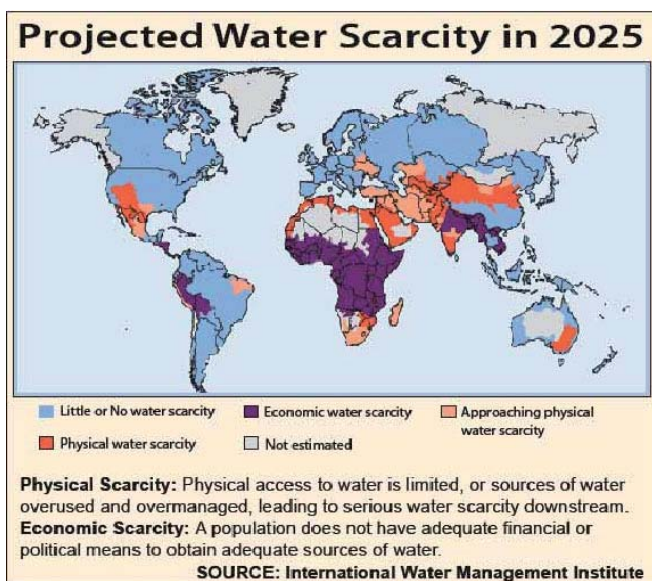 Projected Water Scarcity in 2025
Little or No water scarcity
Economic water scarcity
Approaching physical
water scarcity
Physical water scarcity
Not estimated
Physical Scarcity: Physical access to water is limited, or sources of water
overused and overmanaged, leading to serious water scarcity downstream.
Economic Scarcity: A population does not have adequate financial or
political means to obtain adequate sources of water.
SOURCE: International Water Management Institute